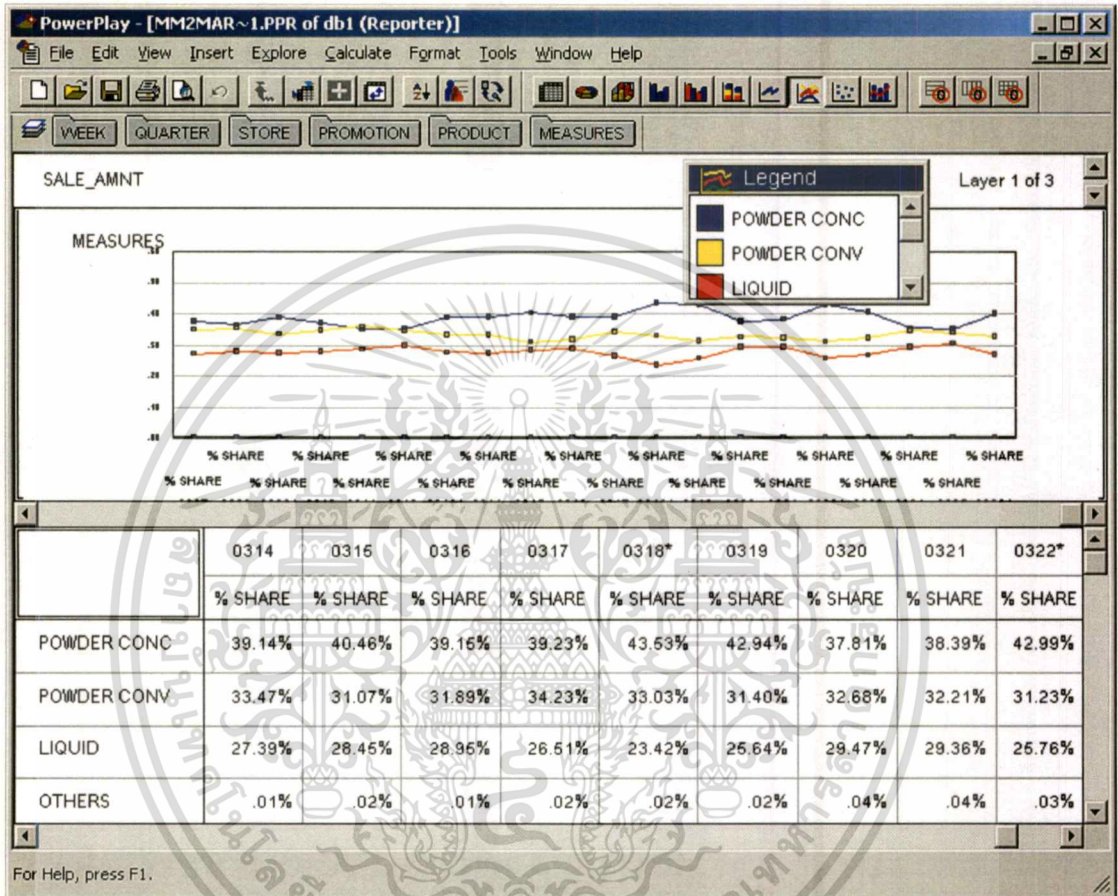 PowerPlay - [MM2MAR~1.PPR of db1 (Reporter)]
File Edit View Insert Explore Calculate Format Tools Window Help
WEEK QUARTER STORE PROMOTION PRODUCT MEASURES
SALE_AMNT
Legend
Layer 1 of 3
POWDER CONC
POWDER CONV
LIQUID
MEASURES
.40
.20
.10
.00
% SHARE % SHARE % SHARE % SHARE % SHARE % SHARE % SHARE % SHARE % SHARE % SHARE
% SHARE % SHARE % SHARE % SHARE % SHARE % SHARE % SHARE % SHARE % SHARE % SHARE
0314 0315 0316 0317 0318* 0319 0320 0321 0322*
% SHARE % SHARE % SHARE % SHARE % SHARE % SHARE % SHARE % SHARE % SHARE
POWDER CONC 39.14% 40.46% 39.15% 39.23% 43.53% 42.94% 37.81% 38.39% 42.99%
POWDER CONV 33.47% 31.07% 31.89% 34.23% 33.03% 31.40% 32.68% 32.21% 31.23%
LIQUID 27.39% 28.45% 28.95% 26.51% 23.42% 25.64% 29.47% 29.36% 25.76%
OTHERS .01% .02% .01% .02% .02% .02% .04% .04% .03%
For Help, press F1.